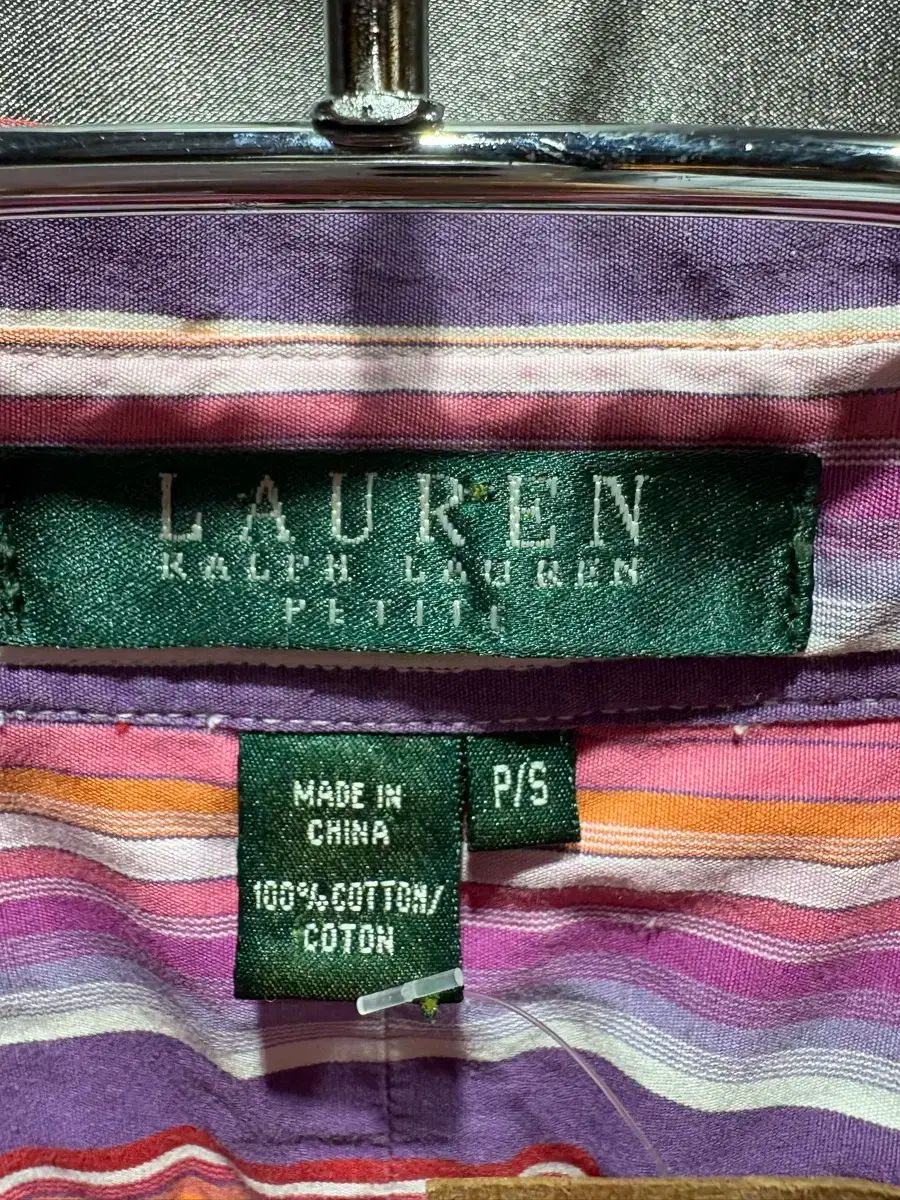 LAUREN
RALPH LAUREN
PETITE
P/S
MADE IN
CHINA
100% COTTON/
COTON